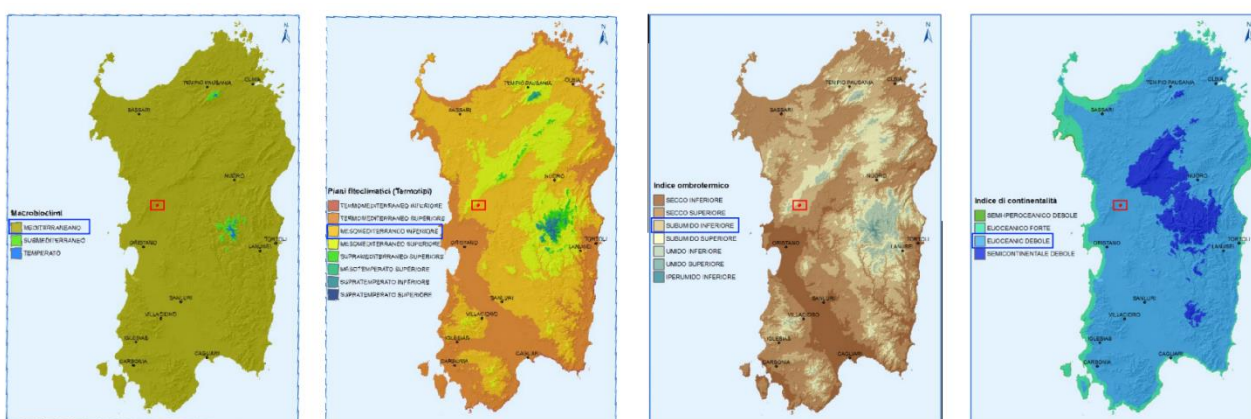 N
TEMPIO PAUSANIA
OLBIA
SASSARI
NUORO
Macrobioclimi
MEDITERRANEO
SUBMEDITERRANEO
TEMPERATO
ORISTANO
TORTOLÌ
LANUSEI
SANLURI
VILLACIDRO
IGLESIAS
CARBONIA
CAGLIARI
N
TEMPIO PAUSANIA
OLBIA
SASSARI
NUORO
Piani fitoclimatici (Termotipi)
TERMOMEDITERRANEO INFERIORE
TERMOMEDITERRANEO SUPERIORE
MESOMEDITERRANEO INFERIORE
MESOMEDITERRANEO SUPERIORE
SUPRAMEDITERRANEO INFERIORE
MESOTEMPERATO SUPERIORE
SUPRATEMPERATO INFERIORE
SUPRATEMPERATO SUPERIORE
ORISTANO
TORTOLÌ
LANUSEI
SANLURI
VILLACIDRO
IGLESIAS
CARBONIA
CAGLIARI
N
TEMPIO PAUSANIA
OLBIA
SASSARI
NUORO
Indice ombrotermico
SECCO INFERIORE
SECCO SUPERIORE
SUBUMIDO INFERIORE
SUBUMIDO SUPERIORE
UMIDO INFERIORE
UMIDO SUPERIORE
IPERUMIDO INFERIORE
ORISTANO
TORTOLÌ
LANUSEI
SANLURI
VILLACIDRO
IGLESIAS
CARBONIA
CAGLIARI
N
TEMPIO PAUSANIA
OLBIA
SASSARI
NUORO
Indice di continentalità
SEMI-IPEROCEANICO DEBOLE
EUOCEANICO FORTE
EUOCEANIC DEBOLE
SEMICONTINENTALE DEBOLE
ORISTANO
TORTOLÌ
LANUSEI
SANLURI
VILLACIDRO
IGLESIAS
CARBONIA
CAGLIARI